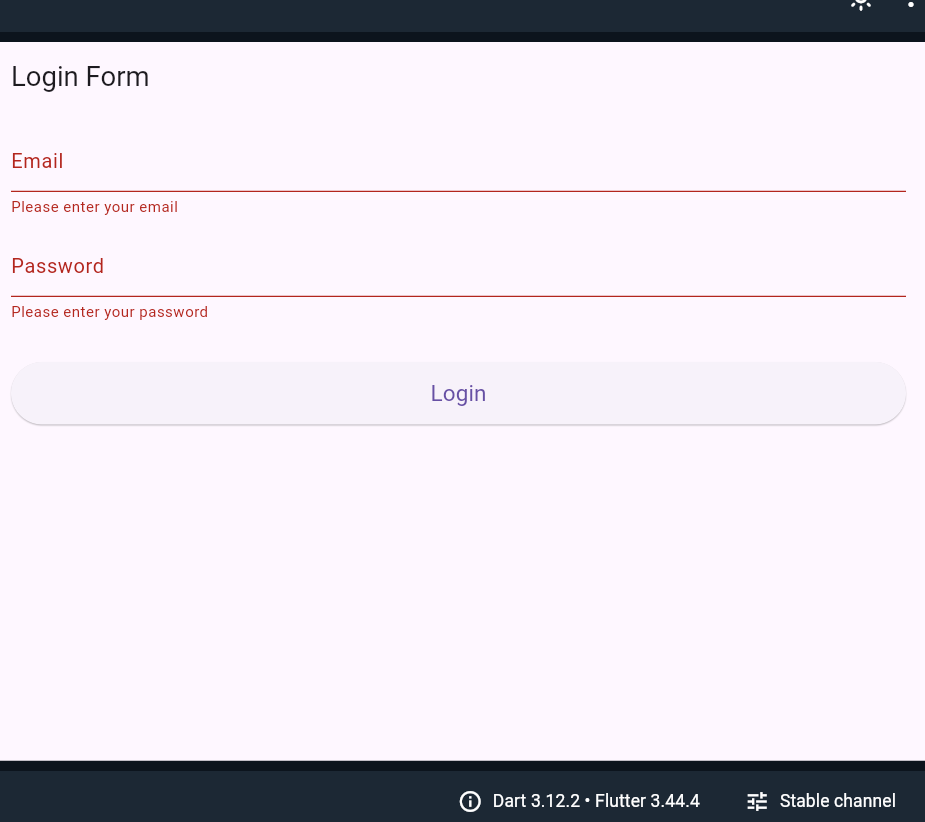 Login Form
Email
Please enter your email
Password
Please enter your password
Login
Dart 3.12.2 • Flutter 3.44.4
Stable channel